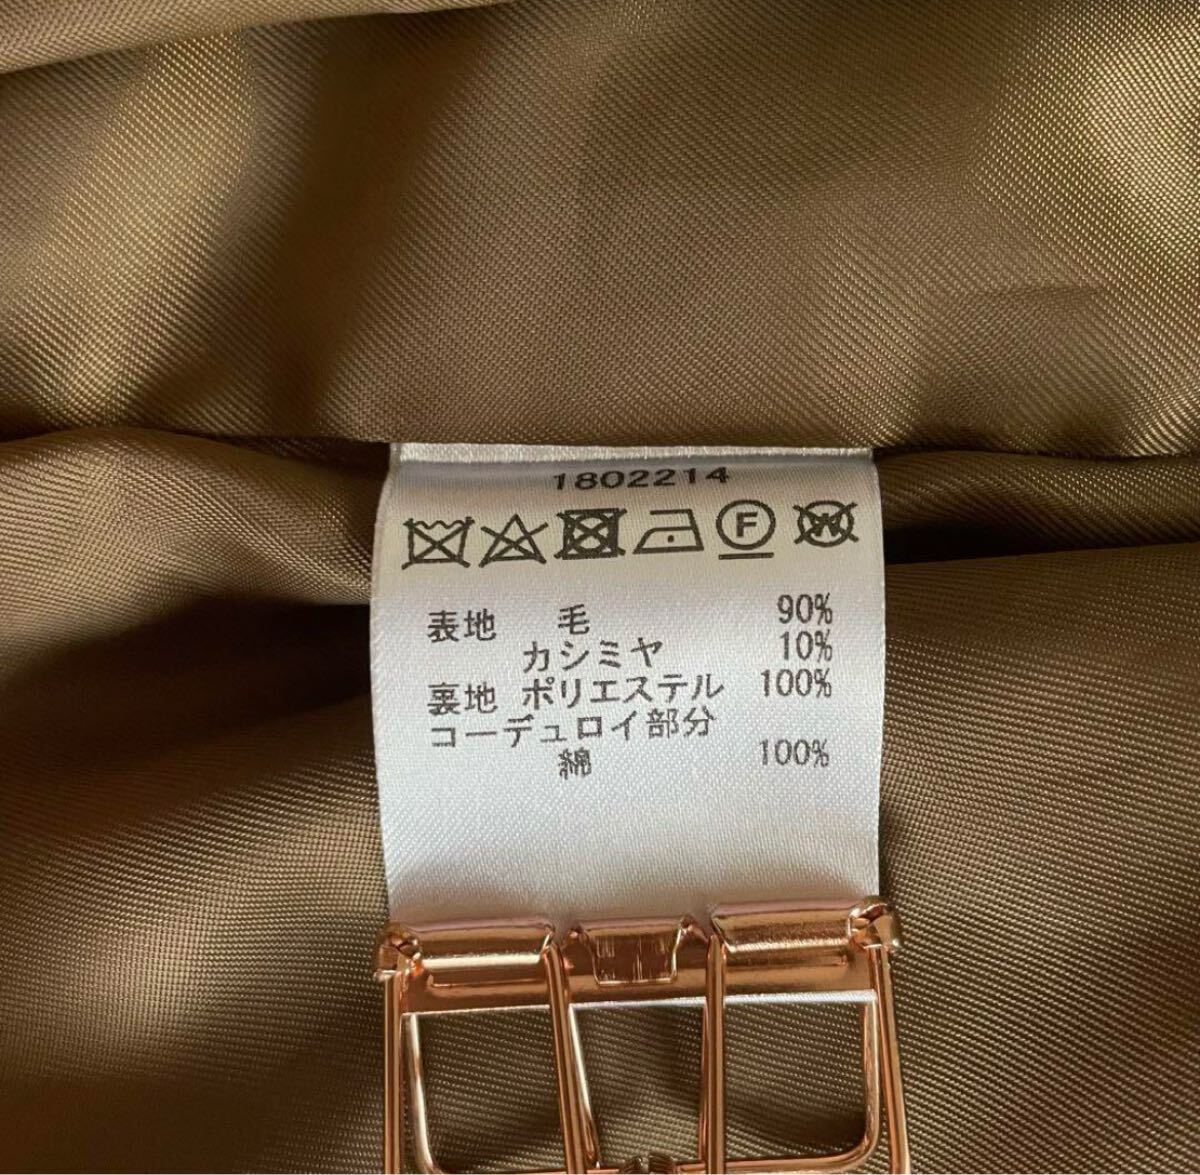 1802214
F W
表地 毛 90%
カシミヤ 10%
裏地 ポリエステル 100%
コーデュロイ部分
綿 100%